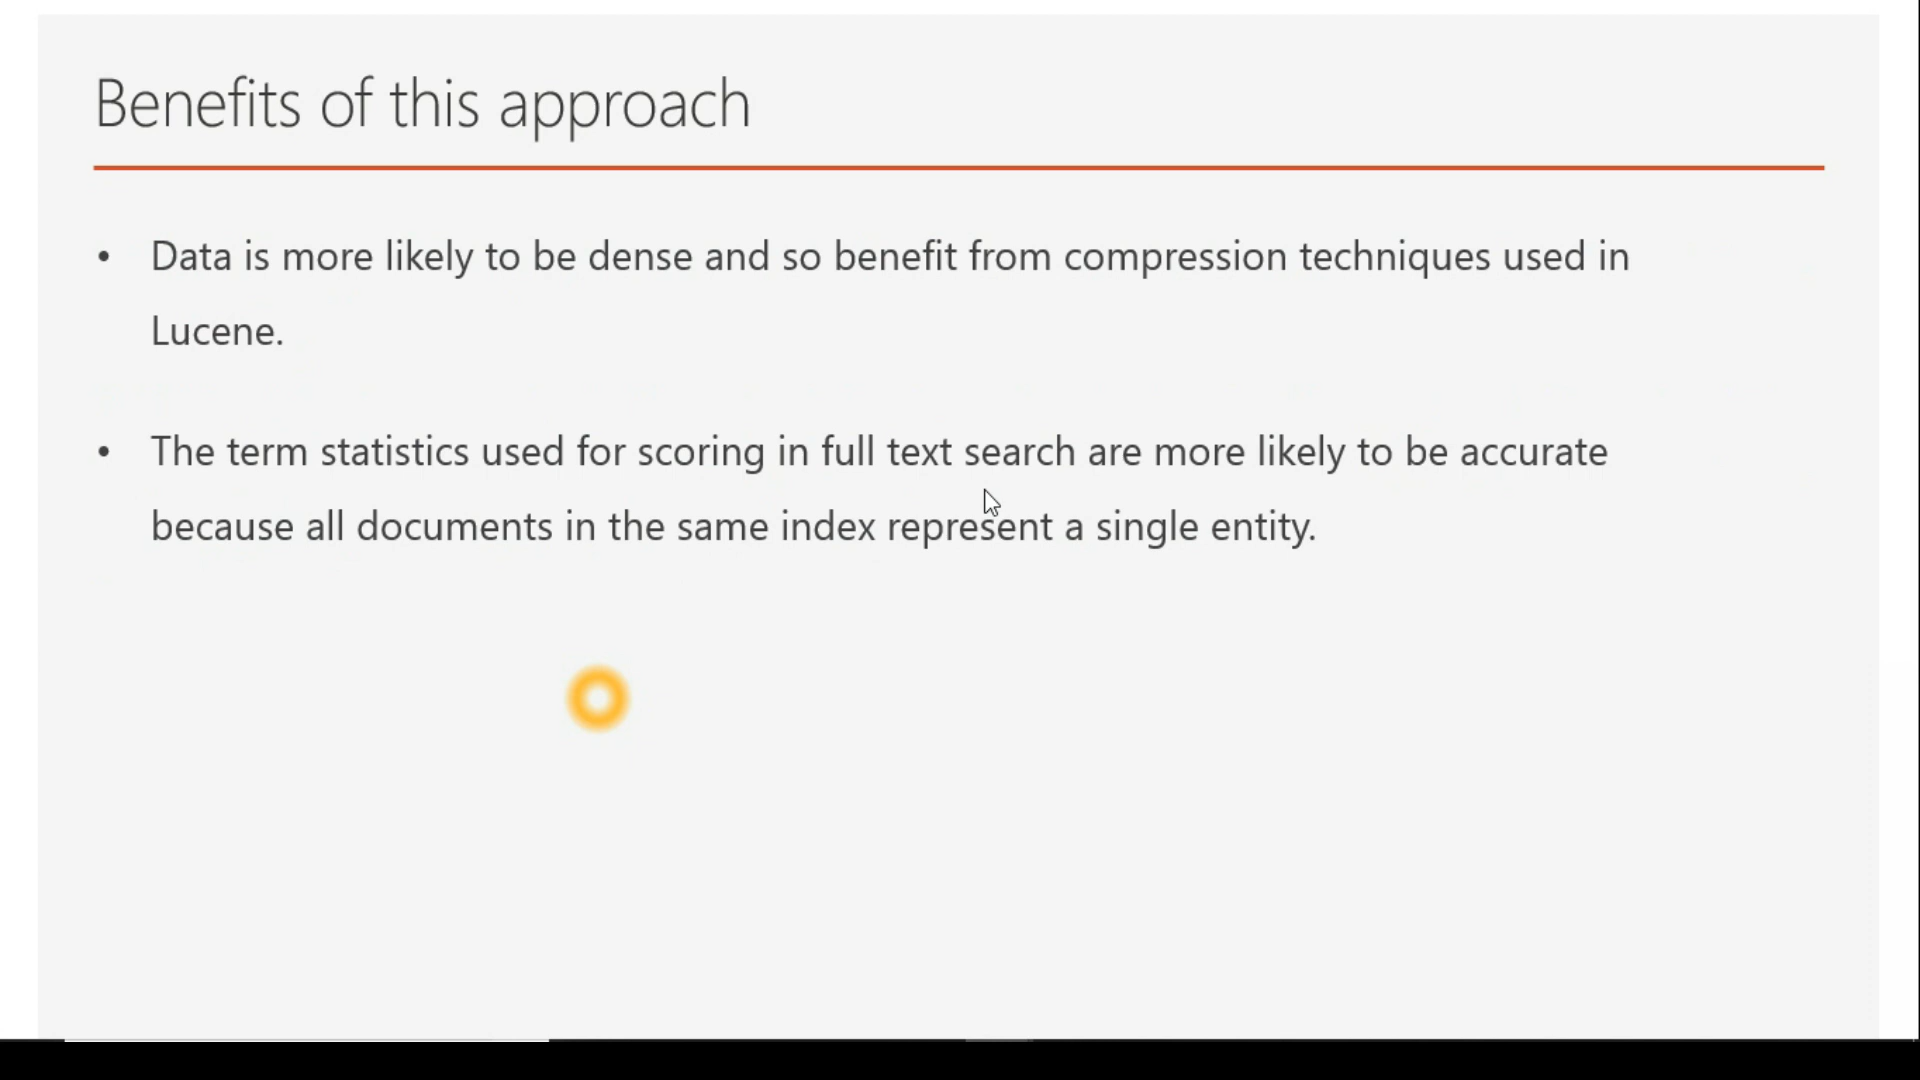 Benefits of this approach
• Data is more likely to be dense and so benefit from compression techniques used in
Lucene.
• The term statistics used for scoring in full text search are more likely to be accurate
because all documents in the same index represent a single entity.